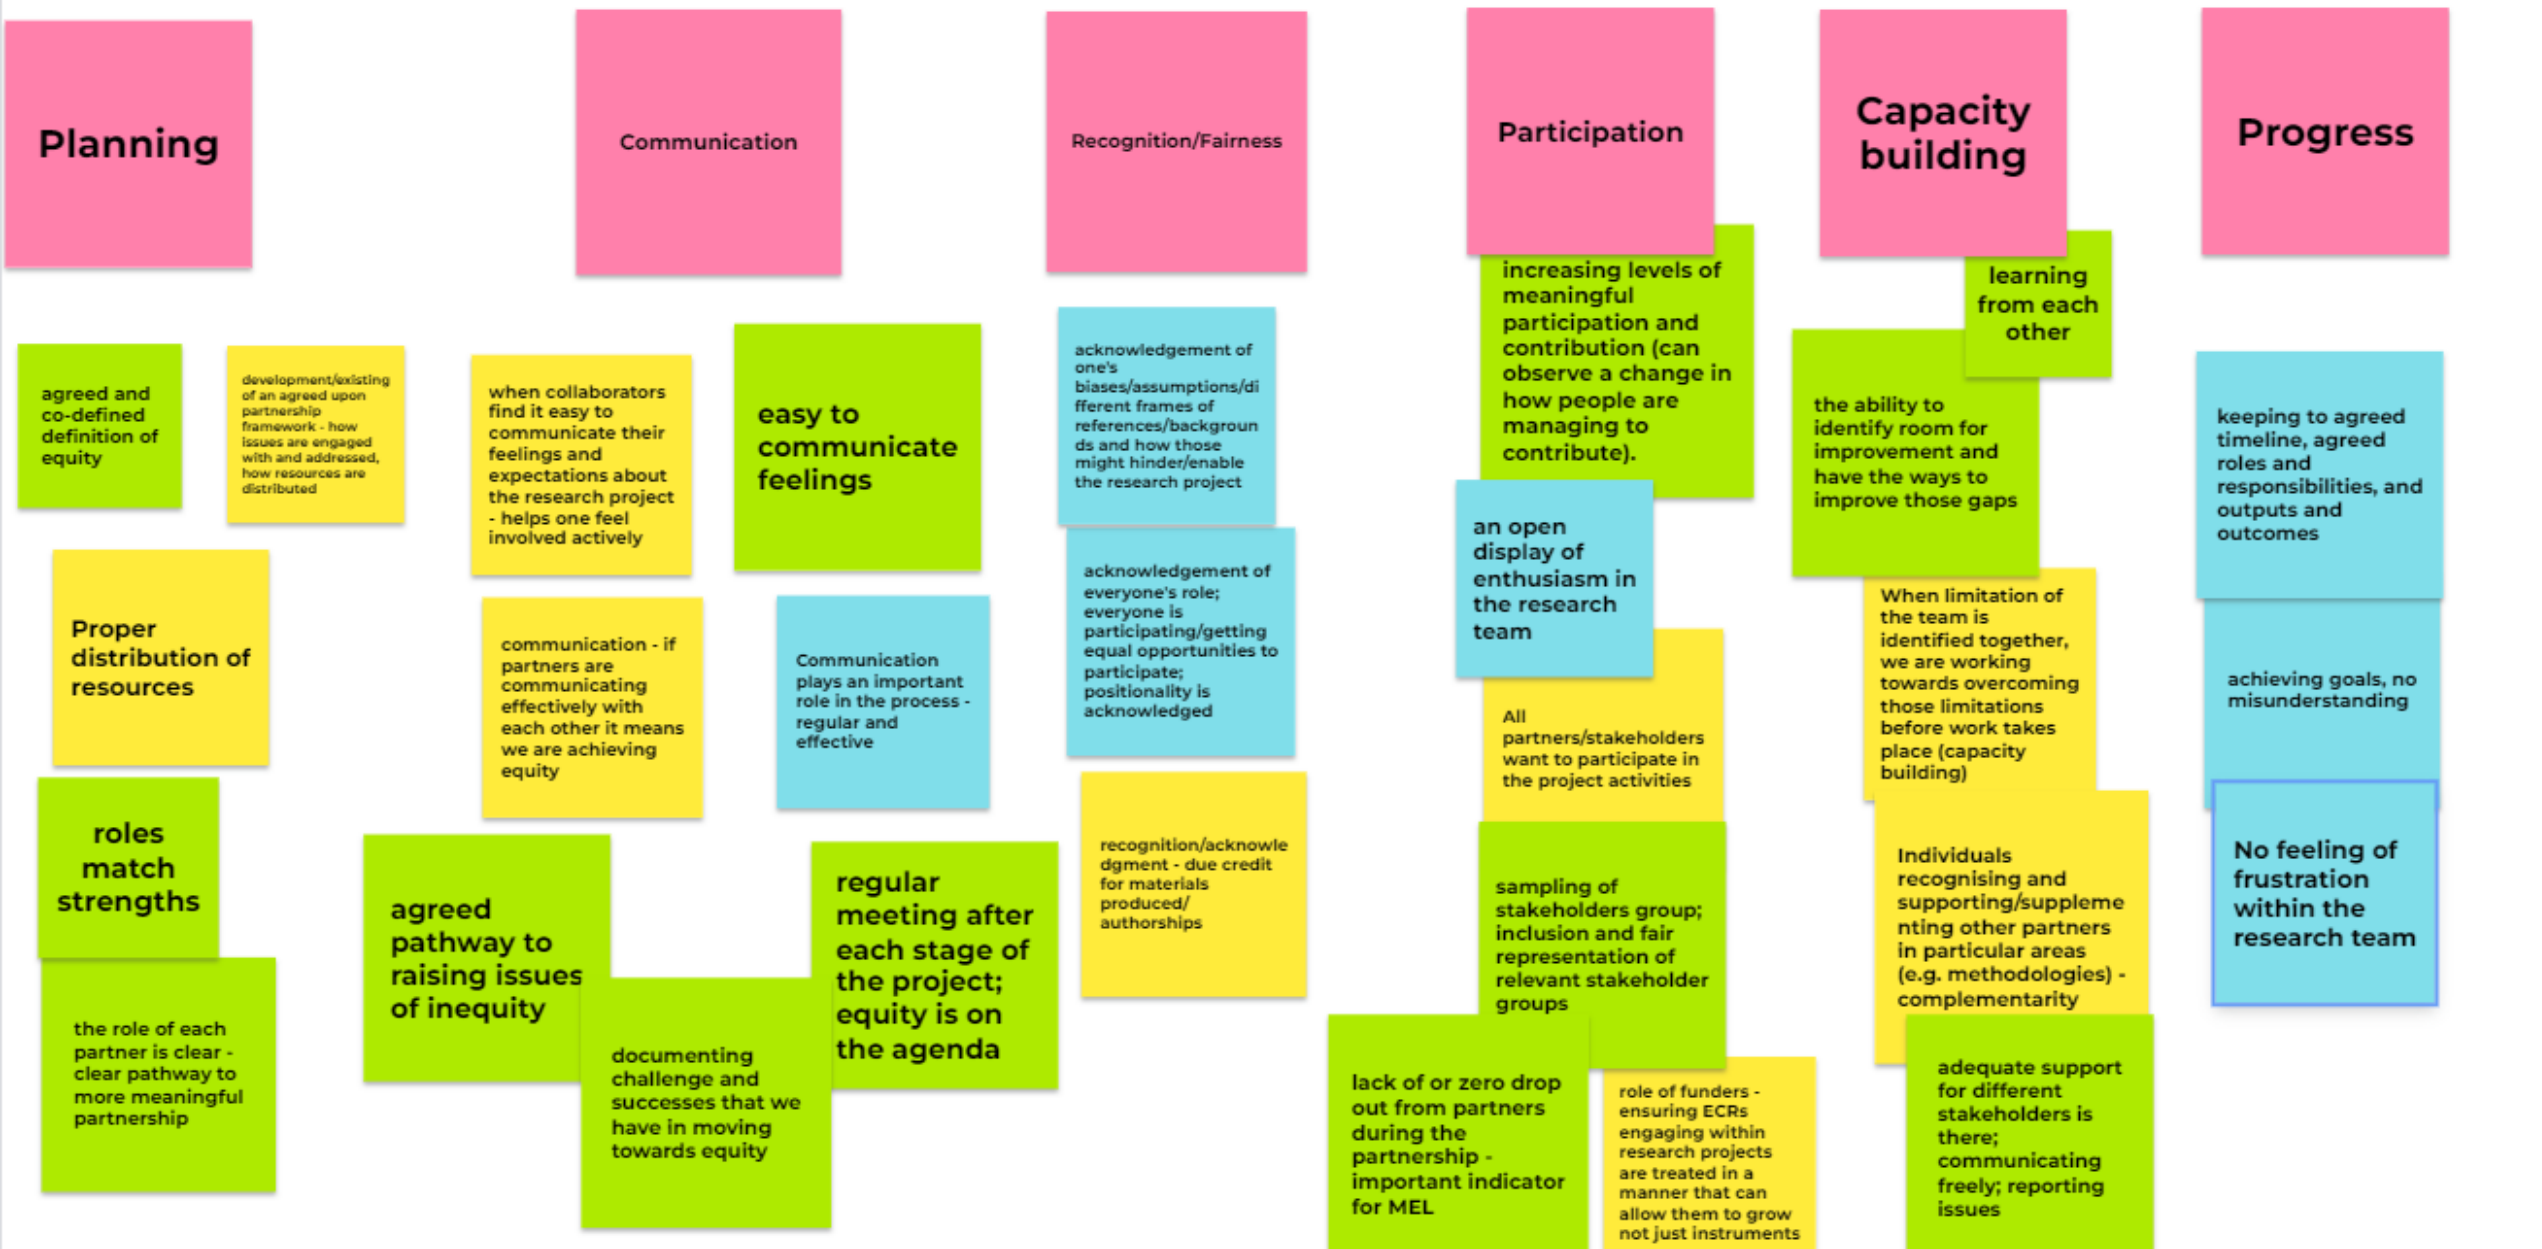 Planning
Communication
Recognition/Fairness
Participation
Capacity
building
Progress
agreed and
co-defined
definition of
equity
development/existing
of an agreed upon
partnership
framework - how
issues are engaged
with and addressed,
how resources are
distributed
Proper
distribution of
resources
roles
match
strengths
the role of each
partner is clear -
clear pathway to
more meaningful
partnership
when collaborators
find it easy to
communicate their
feelings and
expectations about
the research project
- helps one feel
involved actively
easy to
communicate
feelings
communication - if
partners are
communicating
effectively with
each other it means
we are achieving
equity
Communication
plays an important
role in the process -
regular and
effective
agreed
pathway to
raising issues
of inequity
documenting
challenge and
successes that we
have in moving
towards equity
regular
meeting after
each stage of
the project;
equity is on
the agenda
acknowledgement of
one's
biases/assumptions/di
fferent frames of
references/backgroun
ds and how those
might hinder/enable
the research project
acknowledgement of
everyone's role;
everyone is
participating/getting
equal opportunities to
participate;
positionality is
acknowledged
recognition/acknowle
dgment - due credit
for materials
produced/
authorships
increasing levels of
meaningful
participation and
contribution (can
observe a change in
how people are
managing to
contribute).
an open
display of
enthusiasm in
the research
team
All
partners/stakeholders
want to participate in
the project activities
sampling of
stakeholders group;
inclusion and fair
representation of
relevant stakeholder
groups
lack of or zero drop
out from partners
during the
partnership -
important indicator
for MEL
role of funders -
ensuring ECRs
engaging within
research projects
are treated in a
manner that can
allow them to grow
not just instruments
learning
from each
other
the ability to
identify room for
improvement and
have the ways to
improve those gaps
When limitation of
the team is
identified together,
we are working
towards overcoming
those limitations
before work takes
place (capacity
building)
Individuals
recognising and
supporting/suppleme
nting other partners
in particular areas
(e.g. methodologies) -
complementarity
adequate support
for different
stakeholders is
there;
communicating
freely; reporting
issues
keeping to agreed
timeline, agreed
roles and
responsibilities, and
outputs and
outcomes
achieving goals, no
misunderstanding
No feeling of
frustration
within the
research team